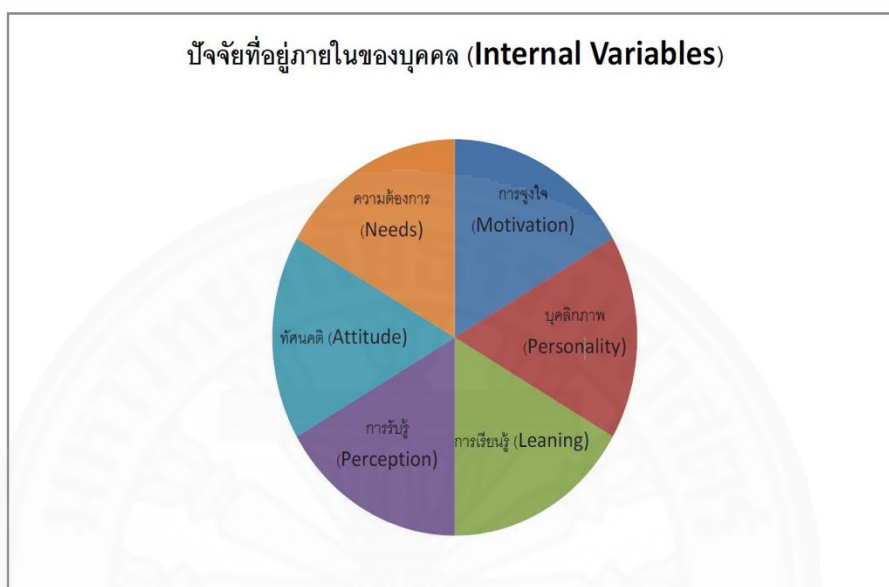 ปัจจัยที่อยู่ภายในของบุคคล (Internal Variables)
การจูงใจ
(Motivation)
บุคลิกภาพ
(Personality)
การเรียนรู้ (Leaning)
การรับรู้
(Perception)
ทัศนคติ (Attitude)
ความต้องการ
(Needs)